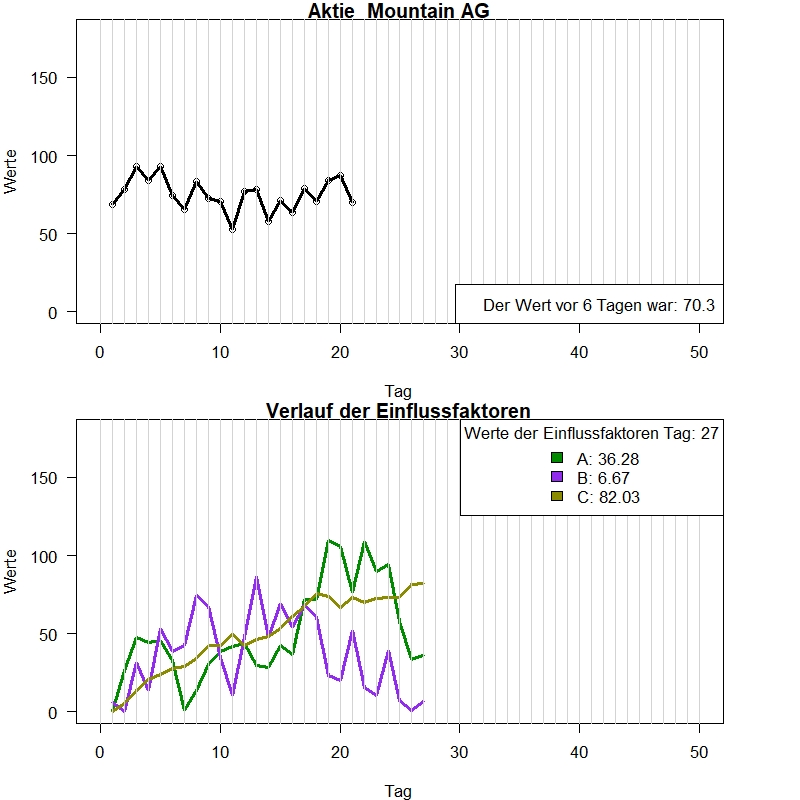 Aktie  Mountain AG
Werte
150
100
50
0
Der Wert vor 6 Tagen war: 70.3
0 10 20 30 40 50
Tag
Verlauf der Einflussfaktoren
Werte
150
100
50
0
Werte der Einflussfaktoren Tag: 27
A: 36.28
B: 6.67
C: 82.03
0 10 20 30 40 50
Tag